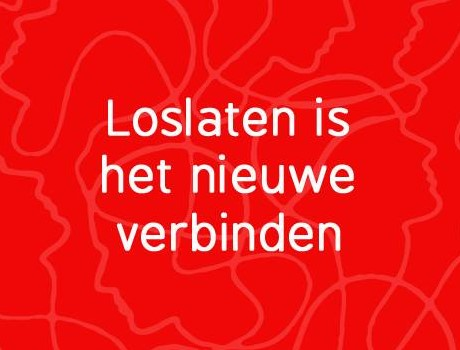 Loslaten is
het nieuwe
verbinden